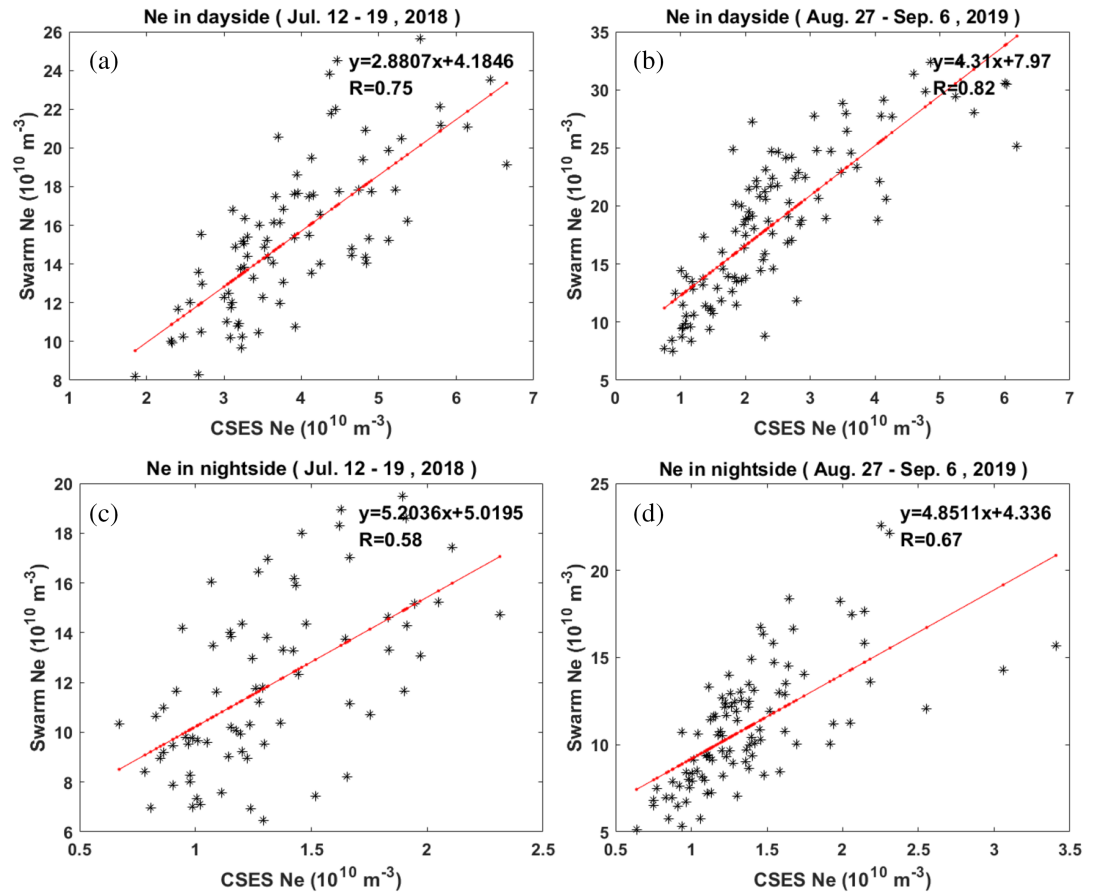 Ne in dayside ( Jul. 12 - 19 , 2018 )
(a)
y=2.8807x+4.1846
R=0.75
26
24
22
20
18
16
14
12
10
8
Swarm Ne (10^10 m^-3)
1 2 3 4 5 6 7
CSES Ne (10^10 m^-3)
Ne in dayside ( Aug. 27 - Sep. 6 , 2019 )
(b)
y=4.31x+7.97
R=0.82
35
30
25
20
15
10
5
Swarm Ne (10^10 m^-3)
0 1 2 3 4 5 6 7
CSES Ne (10^10 m^-3)
Ne in nightside ( Jul. 12 - 19 , 2018 )
(c)
y=5.2036x+5.0195
R=0.58
20
18
16
14
12
10
8
6
Swarm Ne (10^10 m^-3)
0.5 1 1.5 2 2.5
CSES Ne (10^10 m^-3)
Ne in nightside ( Aug. 27 - Sep. 6 , 2019 )
(d)
y=4.8511x+4.336
R=0.67
25
20
15
10
5
Swarm Ne (10^10 m^-3)
0.5 1 1.5 2 2.5 3 3.5
CSES Ne (10^10 m^-3)